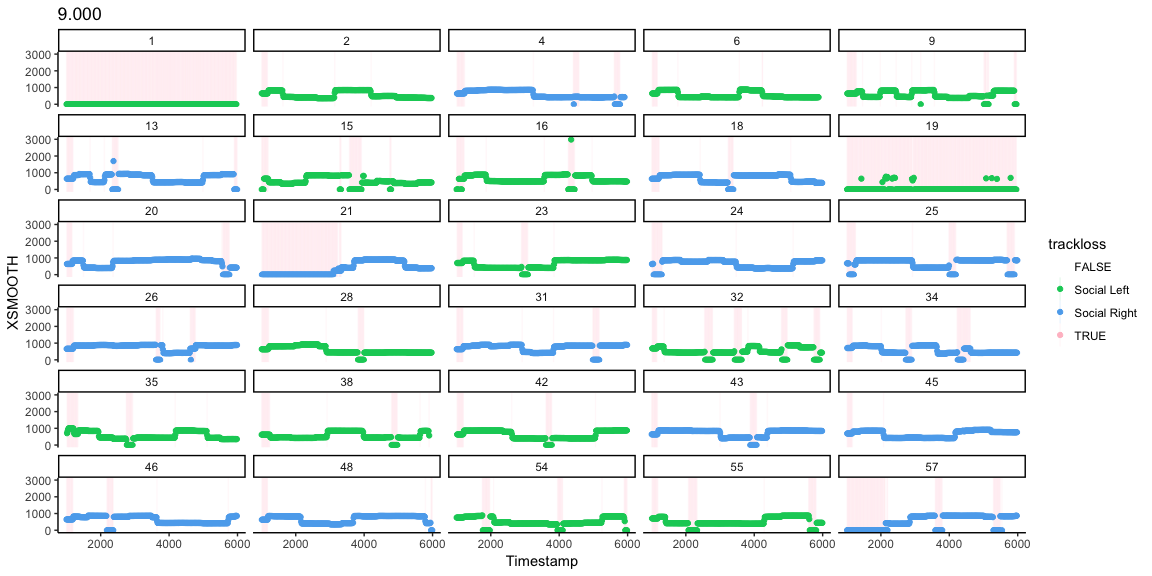 9.000
1 2 4 6 9
3000
2000
1000
0
13 15 16 18 19
3000
2000
1000
0
20 21 23 24 25
3000
2000
1000
0
26 28 31 32 34
3000
2000
1000
0
35 38 42 43 45
3000
2000
1000
0
46 48 54 55 57
3000
2000
1000
0
2000 4000 6000 2000 4000 6000 2000 4000 6000 2000 4000 6000 2000 4000 6000
Timestamp
XSMOOTH
trackloss
FALSE
Social Left
Social Right
TRUE